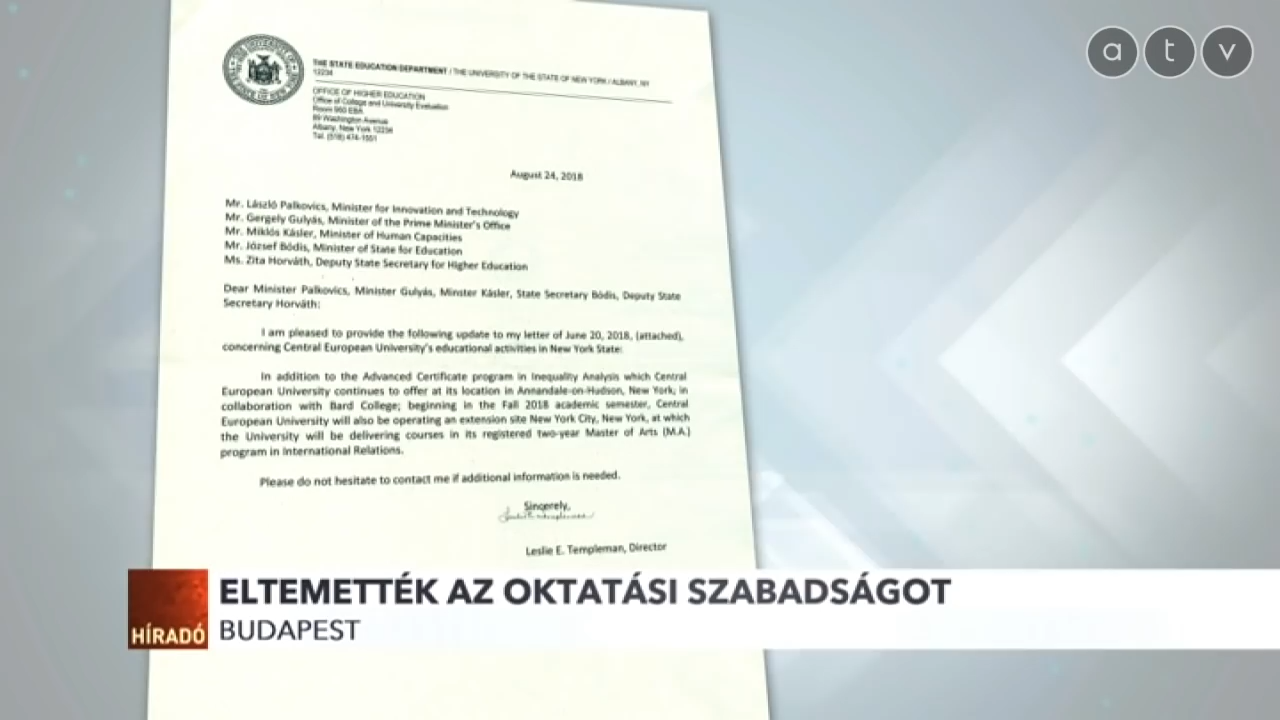 atv
THE STATE EDUCATION DEPARTMENT / THE UNIVERSITY OF THE STATE OF NEW YORK / ALBANY, NY
12234
OFFICE OF HIGHER EDUCATION
Office of College and University Evaluation
Room 960 EBA
89 Washington Avenue
Albany, New York 12234
Tel. (518) 474-1551
August 24, 2018
Mr. László Palkovics, Minister for Innovation and Technology
Mr. Gergely Gulyás, Minister of the Prime Minister's Office
Mr. Miklós Kásler, Minister of Human Capacities
Mr. József Bódis, Minister of State for Education
Ms. Zita Horváth, Deputy State Secretary for Higher Education
Dear Minister Palkovics, Minister Gulyás, Minster Kásler, State Secretary Bódis, Deputy State
Secretary Horváth:
I am pleased to provide the following update to my letter of June 20, 2018, (attached),
concerning Central European University's educational activities in New York State:
In addition to the Advanced Certificate program in Inequality Analysis which Central
European University continues to offer at its location in Annandale-on-Hudson, New York, in
collaboration with Bard College; beginning in the Fall 2018 academic semester, Central
European University will also be operating an extension site New York City, New York, at which
the University will be delivering courses in its registered two-year Master of Arts (M.A.)
program in International Relations.
Please do not hesitate to contact me if additional information is needed.
Sincerely,
Leslie E. Templeman, Director
HÍRADÓ
ELTEMETTÉK AZ OKTATÁSI SZABADSÁGOT
BUDAPEST